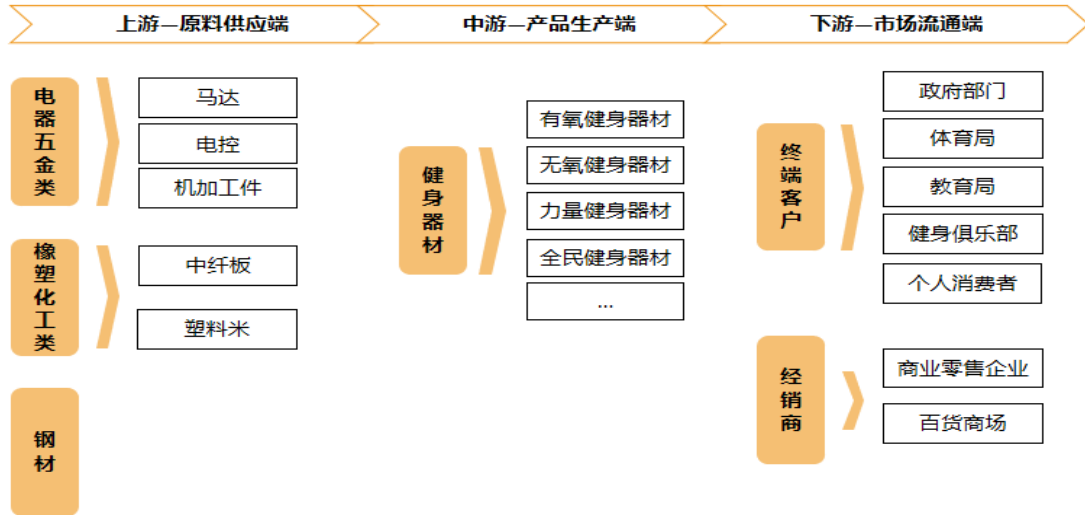 上游—原料供应端
中游—产品生产端
下游—市场流通端
电器五金类
马达
电控
机加工件
橡塑化工类
中纤板
塑料米
钢材
健身器材
有氧健身器材
无氧健身器材
力量健身器材
全民健身器材
...
终端客户
政府部门
体育局
教育局
健身俱乐部
个人消费者
经销商
商业零售企业
百货商场